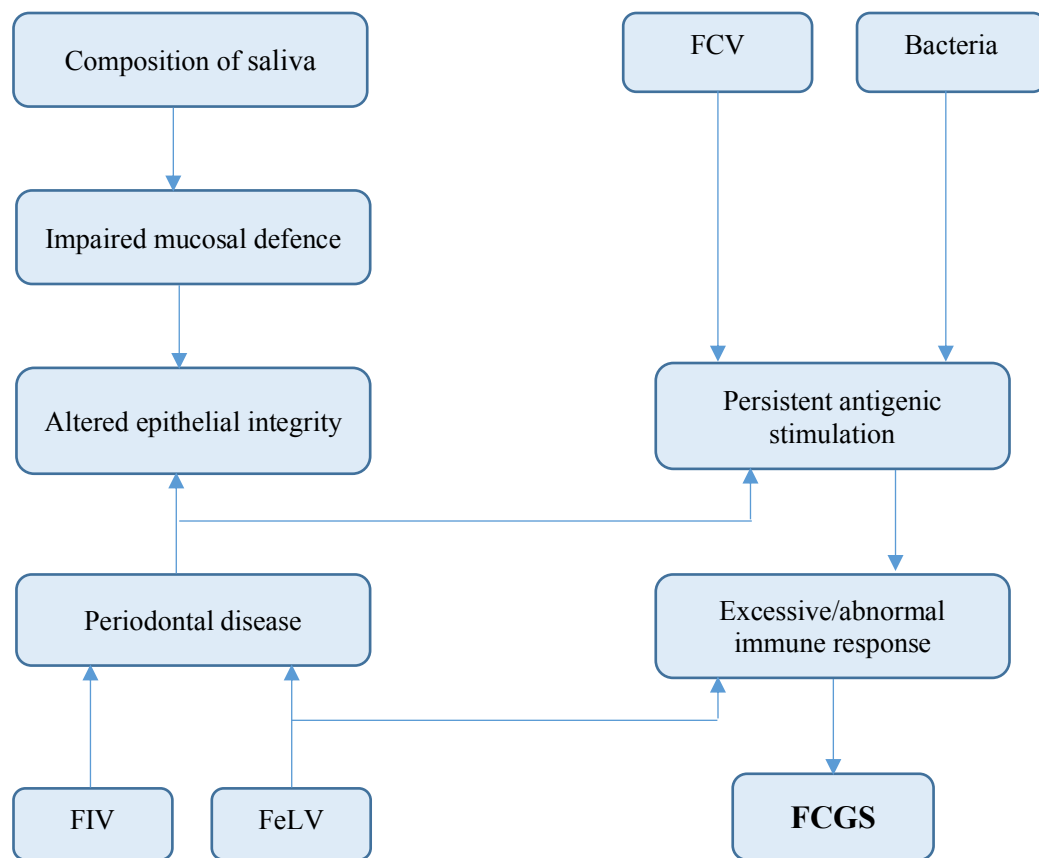 Composition of saliva
FCV
Bacteria
Impaired mucosal defence
Altered epithelial integrity
Persistent antigenic
stimulation
Periodontal disease
Excessive/abnormal
immune response
FIV
FeLV
FCGS